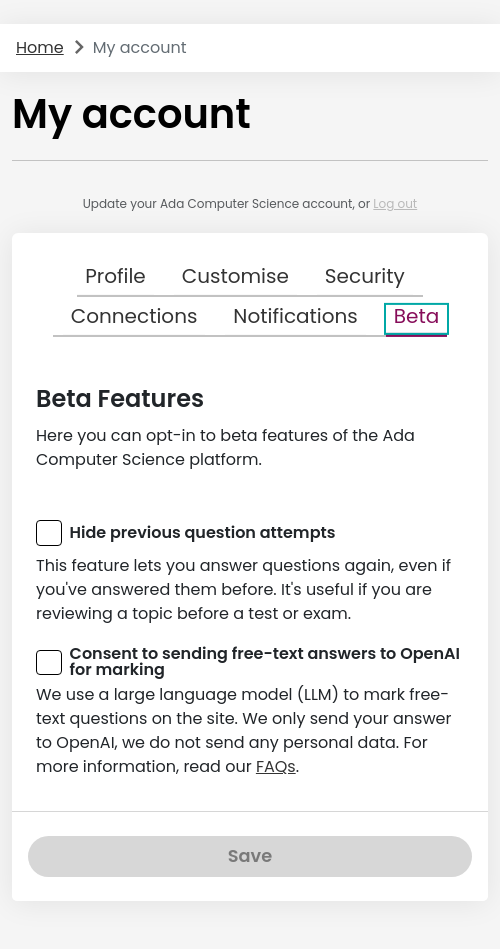 Home > My account
My account
Update your Ada Computer Science account, or Log out
Profile Customise Security
Connections Notifications Beta
Beta Features
Here you can opt-in to beta features of the Ada
Computer Science platform.
Hide previous question attempts
This feature lets you answer questions again, even if
you've answered them before. It's useful if you are
reviewing a topic before a test or exam.
Consent to sending free-text answers to OpenAI
for marking
We use a large language model (LLM) to mark free-
text questions on the site. We only send your answer
to OpenAI, we do not send any personal data. For
more information, read our FAQs.
Save